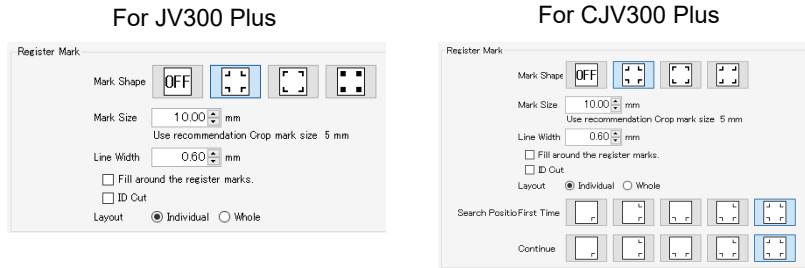 For JV300 Plus
Register Mark
Mark Shape OFF
Mark Size 10.00 mm
Use recommendation Crop mark size 5 mm
Line Width 0.60 mm
Fill around the register marks.
ID Cut
Layout Individual Whole
For CJV300 Plus
Register Mark
Mark Shape OFF
Mark Size 10.00 mm
Use recommendation Crop mark size 5 mm
Line Width 0.60 mm
Fill around the register marks.
ID Cut
Layout Individual Whole
Search Positio First Time
Continue